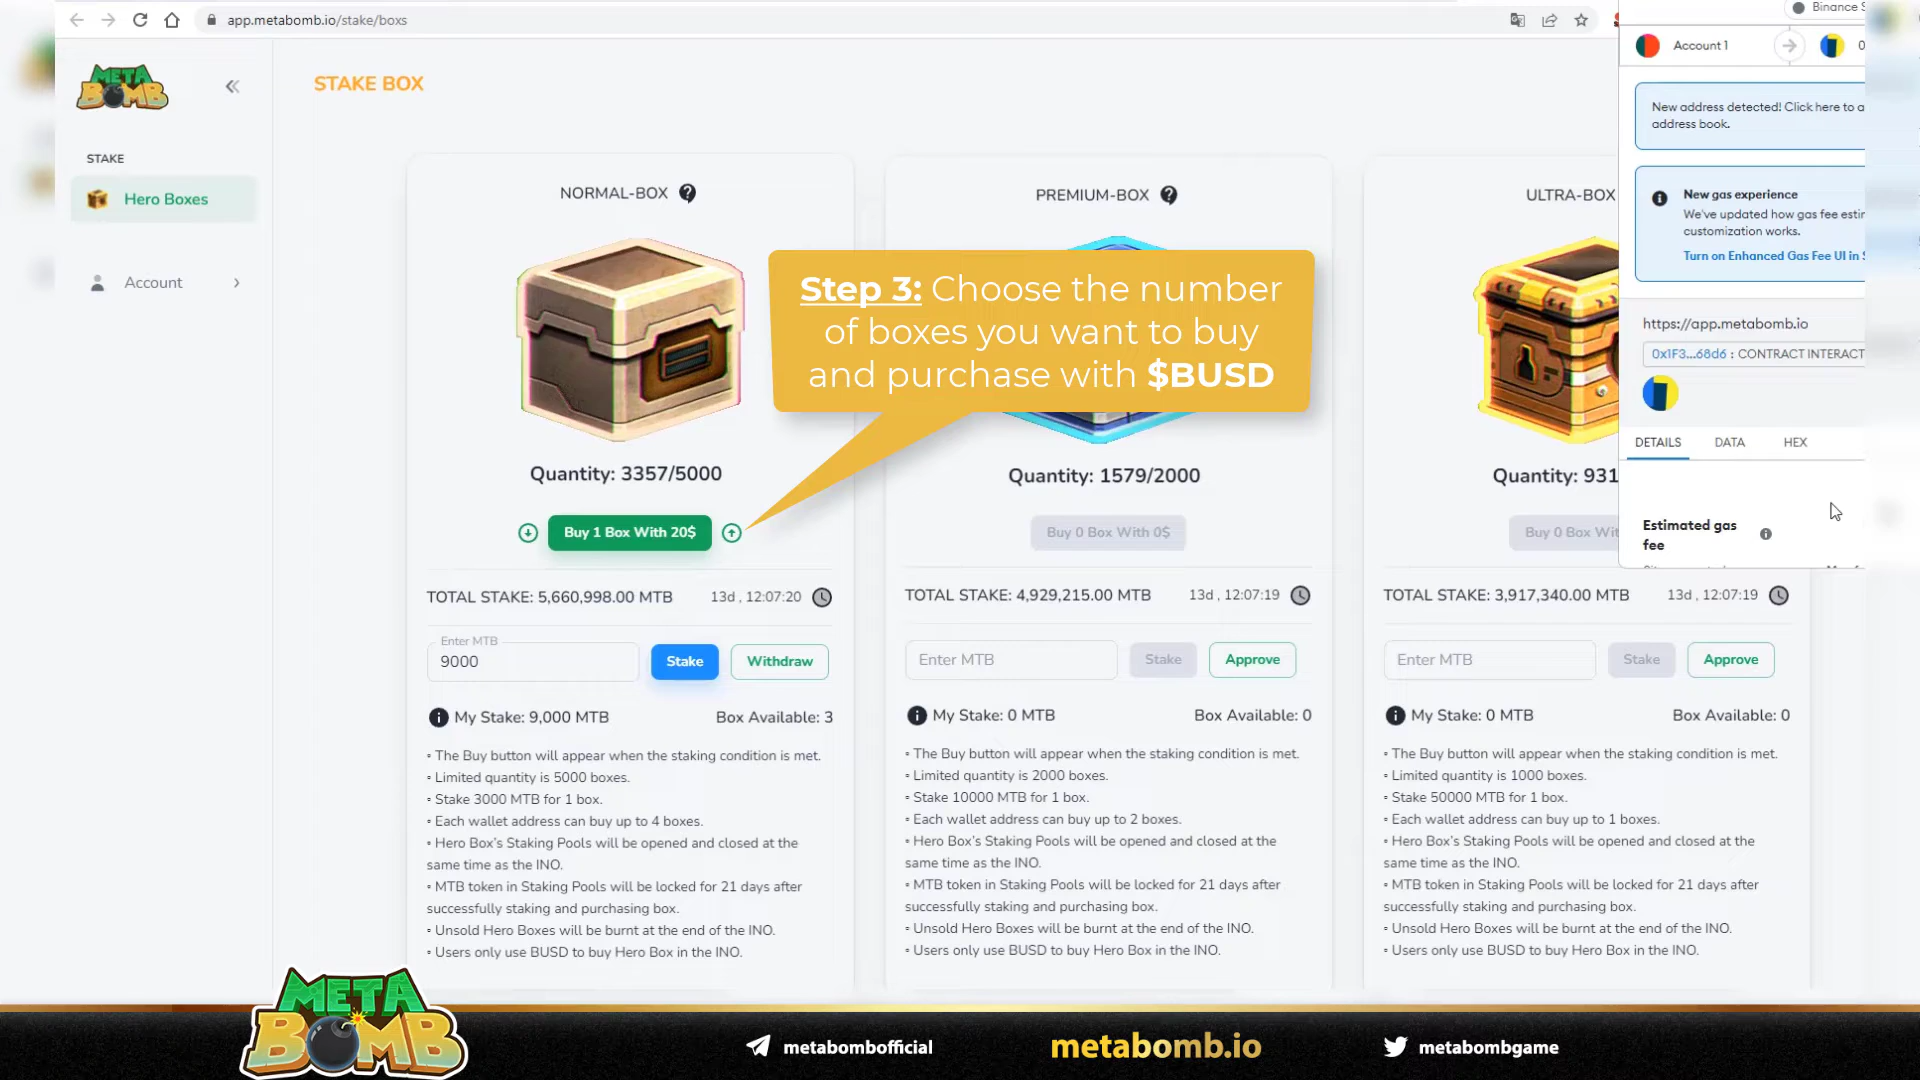 app.metabomb.io/stake/boxs
META
BOMB
STAKE
Hero Boxes
Account
STAKE BOX
NORMAL-BOX
Quantity: 3357/5000
Buy 1 Box With 20$
TOTAL STAKE: 5,660,998.00 MTB 13d , 12:07:20
Enter MTB
9000
Stake
Withdraw
My Stake: 9,000 MTB Box Available: 3
◦ The Buy button will appear when the staking condition is met.
◦ Limited quantity is 5000 boxes.
◦ Stake 3000 MTB for 1 box.
◦ Each wallet address can buy up to 4 boxes.
◦ Hero Box's Staking Pools will be opened and closed at the
same time as the INO.
◦ MTB token in Staking Pools will be locked for 21 days after
successfully staking and purchasing box.
◦ Unsold Hero Boxes will be burnt at the end of the INO.
◦ Users only use BUSD to buy Hero Box in the INO.
Step 3: Choose the number
of boxes you want to buy
and purchase with $BUSD
PREMIUM-BOX
Quantity: 1579/2000
Buy 0 Box With 0$
TOTAL STAKE: 4,929,215.00 MTB 13d , 12:07:19
Enter MTB
Stake
Approve
My Stake: 0 MTB Box Available: 0
◦ The Buy button will appear when the staking condition is met.
◦ Limited quantity is 2000 boxes.
◦ Stake 10000 MTB for 1 box.
◦ Each wallet address can buy up to 2 boxes.
◦ Hero Box's Staking Pools will be opened and closed at the
same time as the INO.
◦ MTB token in Staking Pools will be locked for 21 days after
successfully staking and purchasing box.
◦ Unsold Hero Boxes will be burnt at the end of the INO.
◦ Users only use BUSD to buy Hero Box in the INO.
ULTRA-BOX
Quantity: 931
Buy 0 Box Wit
TOTAL STAKE: 3,917,340.00 MTB 13d , 12:07:19
Enter MTB
Stake
Approve
My Stake: 0 MTB Box Available: 0
◦ The Buy button will appear when the staking condition is met.
◦ Limited quantity is 1000 boxes.
◦ Stake 50000 MTB for 1 box.
◦ Each wallet address can buy up to 1 boxes.
◦ Hero Box's Staking Pools will be opened and closed at the
same time as the INO.
◦ MTB token in Staking Pools will be locked for 21 days after
successfully staking and purchasing box.
◦ Unsold Hero Boxes will be burnt at the end of the INO.
◦ Users only use BUSD to buy Hero Box in the INO.
Binance S
Account 1 0
New address detected! Click here to a
address book.
New gas experience
We've updated how gas fee estir
customization works.
Turn on Enhanced Gas Fee UI in S
https://app.metabomb.io
0x1F3...68d6 : CONTRACT INTERACT
DETAILS DATA HEX
Estimated gas
fee
META
BOMB
metabombofficial
metabomb.io
metabombgame